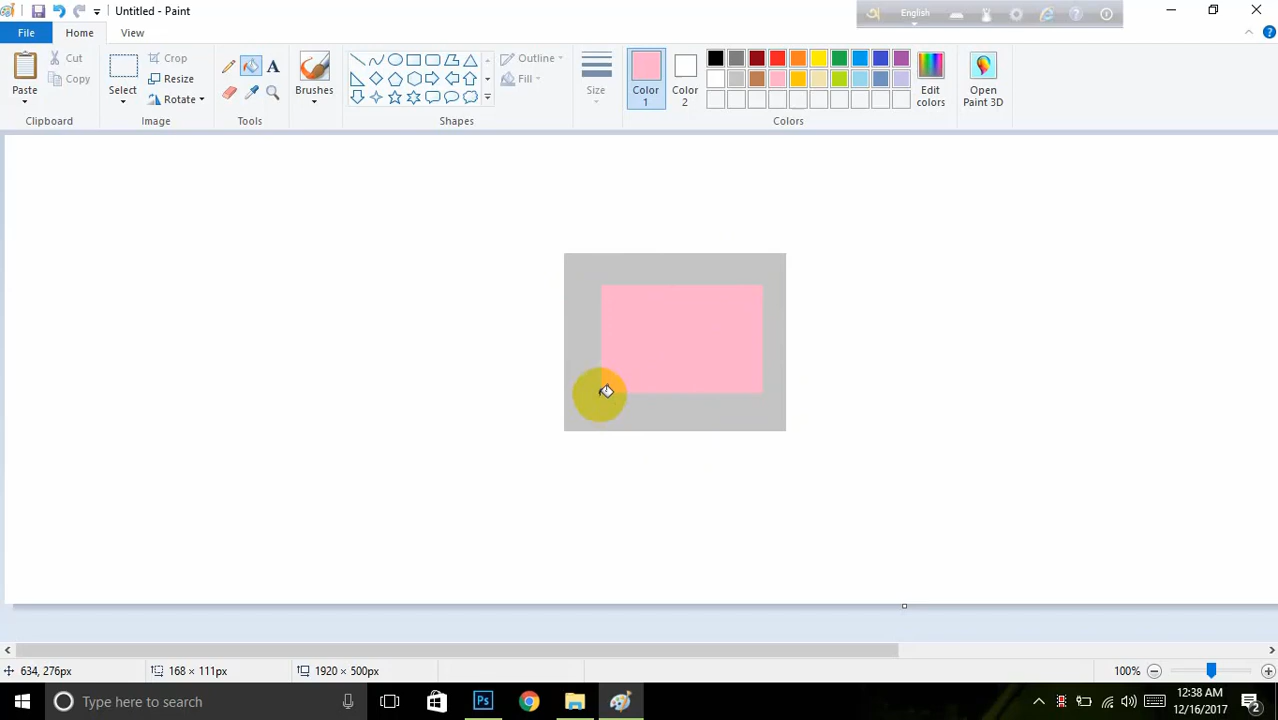 Untitled - Paint
English
File
Home
View
Paste
Cut
Copy
Clipboard
Select
Crop
Resize
Rotate
Image
A
Tools
Brushes
Shapes
Outline
Fill
Size
Color 1
Color 2
Edit colors
Colors
Open Paint 3D
634, 276px
168 × 111px
1920 × 500px
100%
Type here to search
Ps
12:38 AM
12/16/2017
2